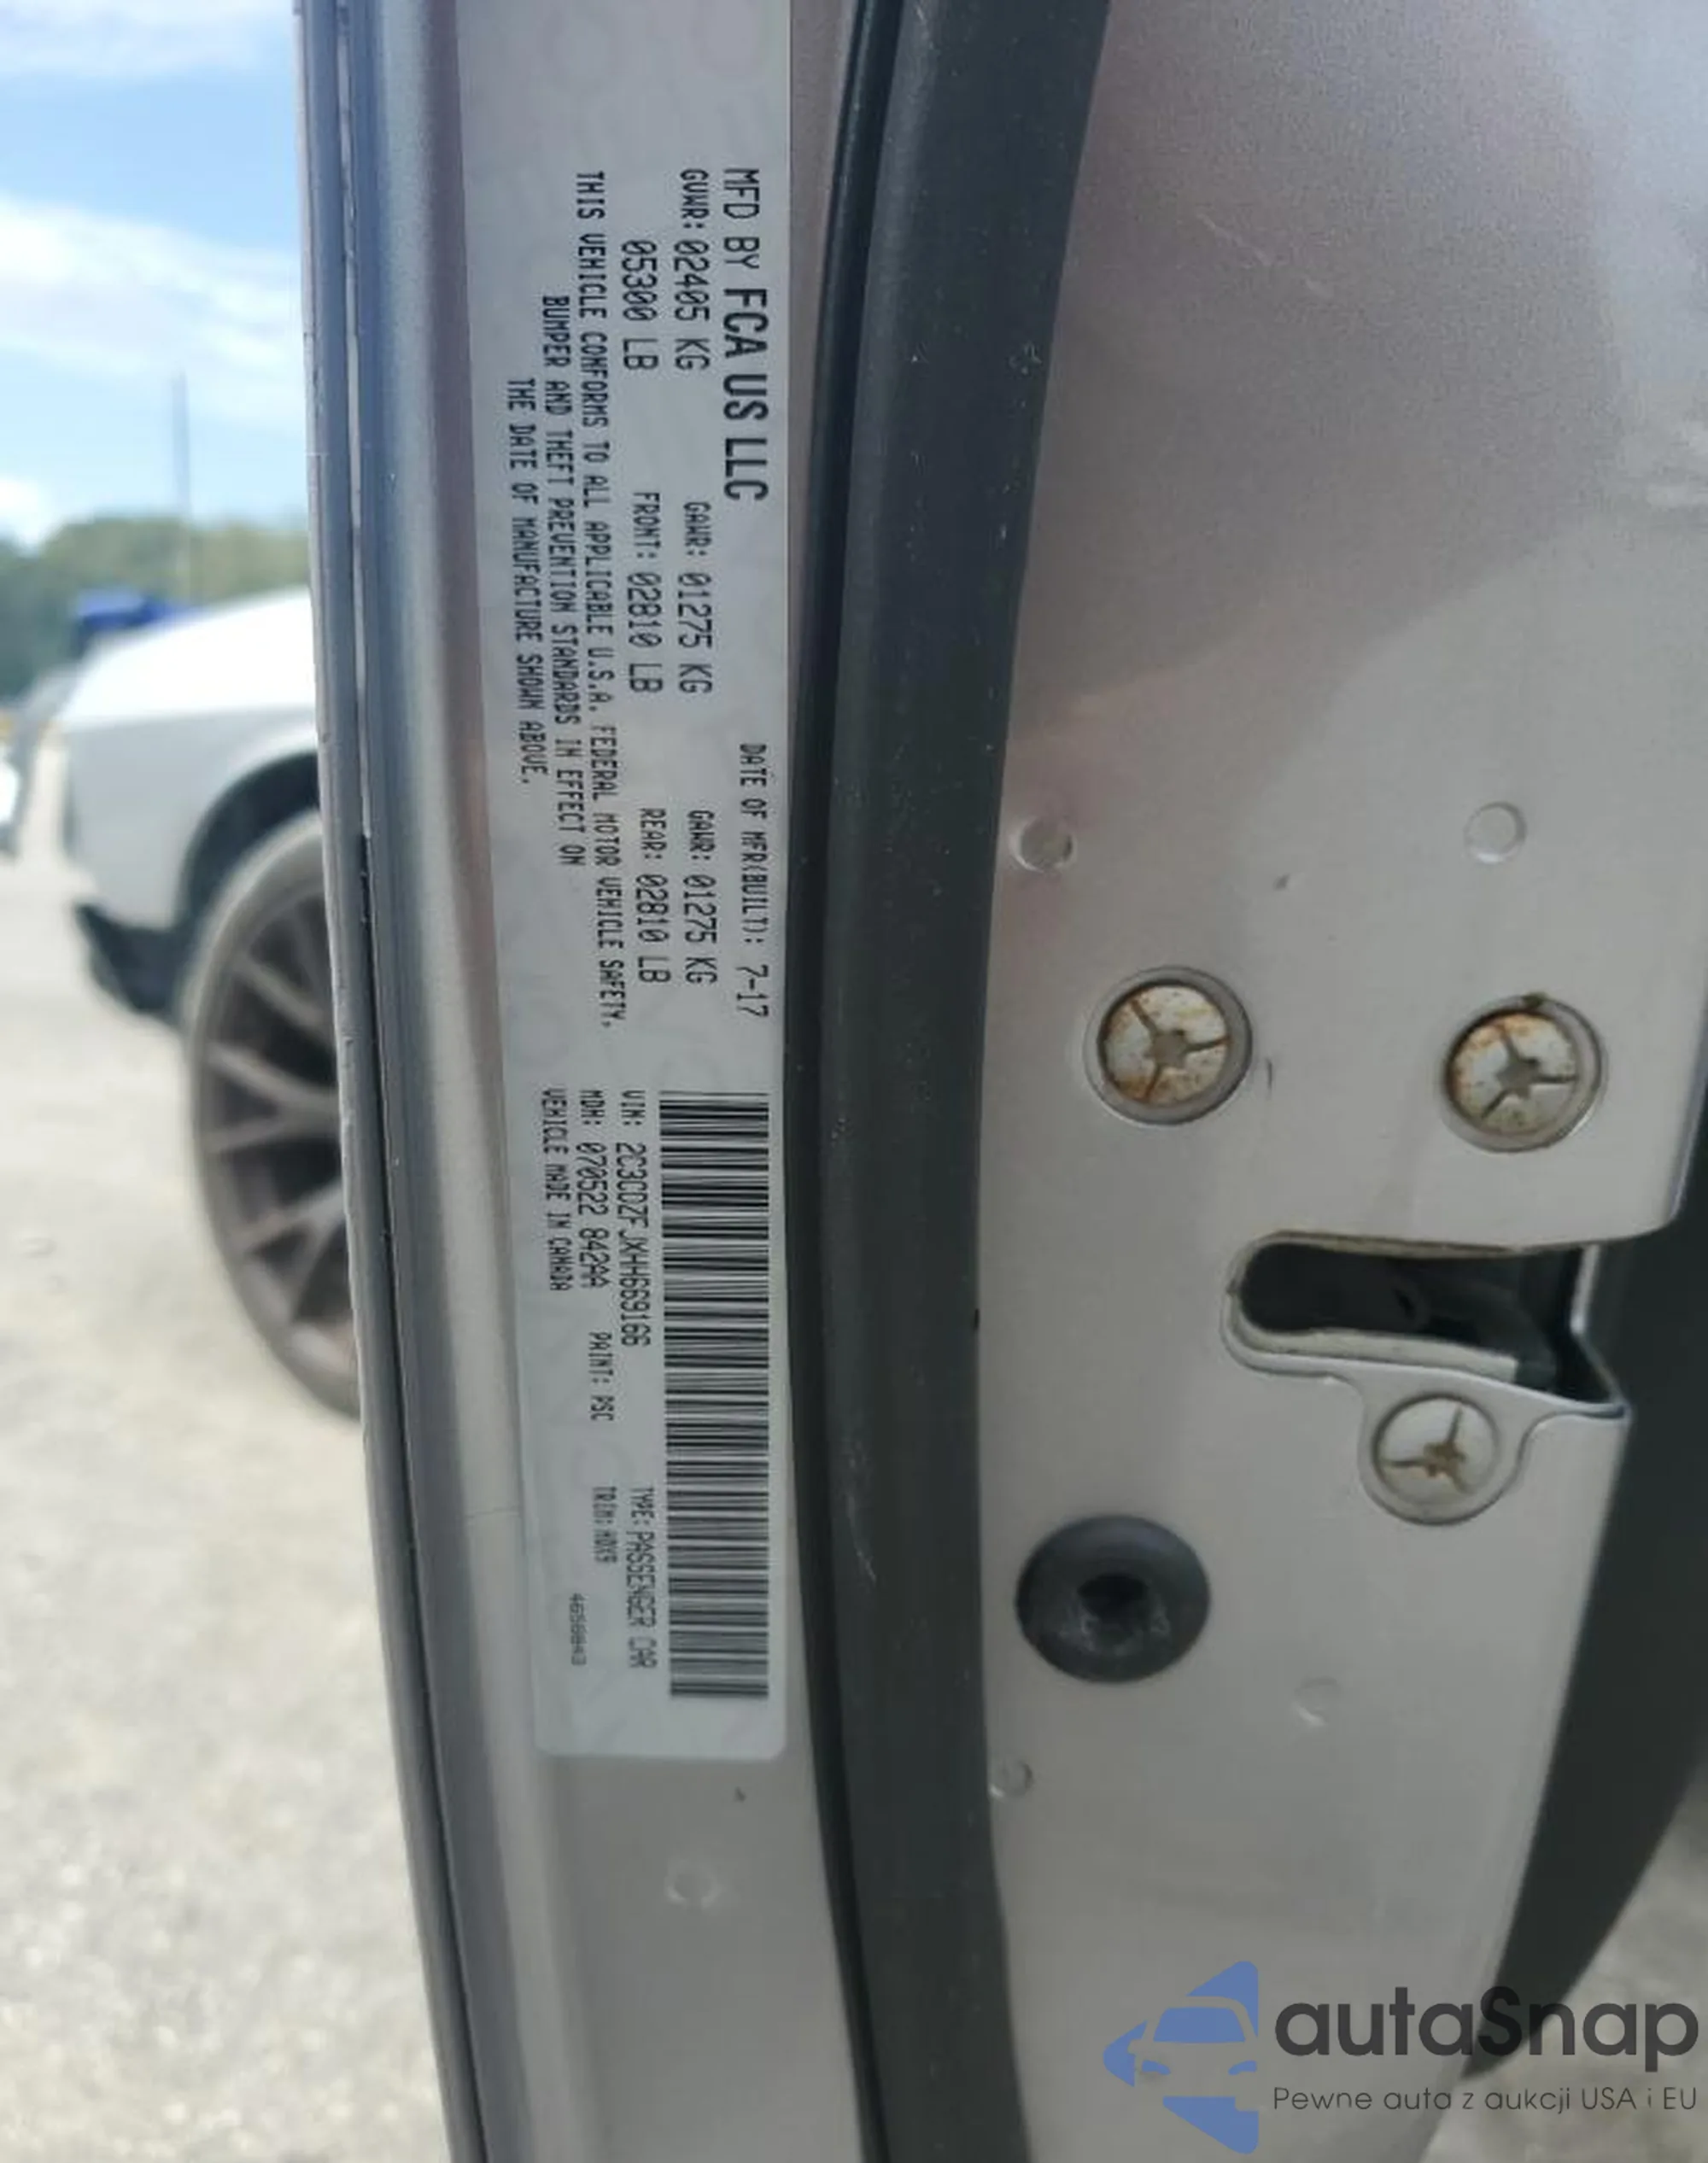 MFD BY FCA US LLC
DATE OF MFR(BUILT): 7-17
GVWR: 02405 KG
GAWR: 01275 KG
GAWR: 01275 KG
05300 LB
FRONT: 02810 LB
REAR: 02810 LB
THIS VEHICLE CONFORMS TO ALL APPLICABLE U.S.A. FEDERAL MOTOR VEHICLE SAFETY,
BUMPER AND THEFT PREVENTION STANDARDS IN EFFECT ON
THE DATE OF MANUFACTURE SHOWN ABOVE.
VIN: 2C3CDZFJXHH669166
TYPE: PASSENGER CAR
MDH: 070522 842AA
PAINT: PSC
TRIM: HDX9
VEHICLE MADE IN CANADA
autaSnap
Pewne auta z aukcji USA i EU